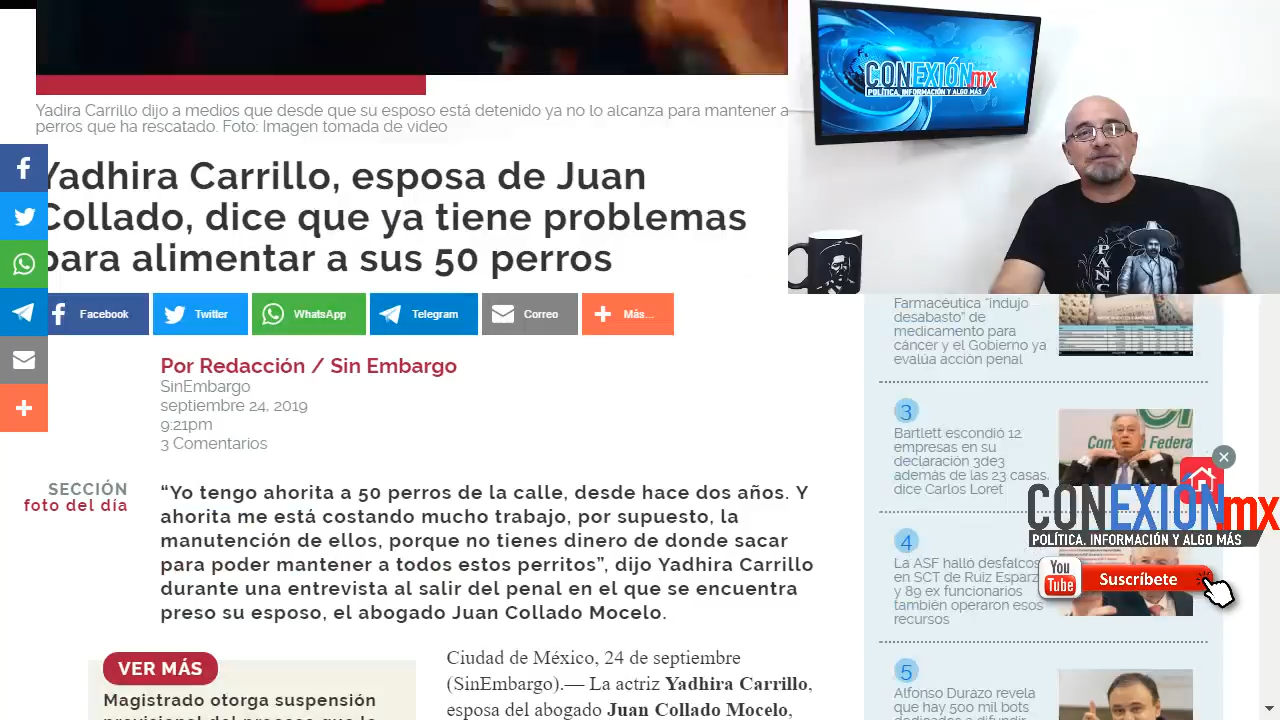 Yadira Carrillo dijo a medios que desde que su esposo está detenido ya no lo alcanza para mantener a
perros que ha rescatado. Foto: Imagen tomada de video
Yadhira Carrillo, esposa de Juan
Collado, dice que ya tiene problemas
para alimentar a sus 50 perros
Facebook
Twitter
WhatsApp
Telegram
Correo
Más...
Por Redacción / Sin Embargo
SinEmbargo
septiembre 24, 2019
9:21pm
3 Comentarios
SECCIÓN
foto del día
“Yo tengo ahorita a 50 perros de la calle, desde hace dos años. Y
ahorita me está costando mucho trabajo, por supuesto, la
manutención de ellos, porque no tienes dinero de donde sacar
para poder mantener a todos estos perritos”, dijo Yadhira Carrillo
durante una entrevista al salir del penal en el que se encuentra
preso su esposo, el abogado Juan Collado Mocelo.
VER MÁS
Magistrado otorga suspensión
Ciudad de México, 24 de septiembre
(SinEmbargo).— La actriz Yadhira Carrillo,
esposa del abogado Juan Collado Mocelo,
CONEXIÓNmx
POLÍTICA, INFORMACIÓN Y ALGO MÁS
PANC
Farmacéutica “indujo
desabasto” de
medicamento para
cáncer y el Gobierno ya
evalúa acción penal
3
Bartlett escondió 12
empresas en su
declaración 3de3
además de las 23 casas,
dice Carlos Loret
4
La ASF halló desfalcos
en SCT de Ruiz Esparz
y 89 ex funcionarios
también operaron esos
recursos
5
Alfonso Durazo revela
que hay 500 mil bots
dedicados a difundir
CONEXIÓNmx
POLÍTICA. INFORMACIÓN Y ALGO MÁS
You
Tube
Suscríbete